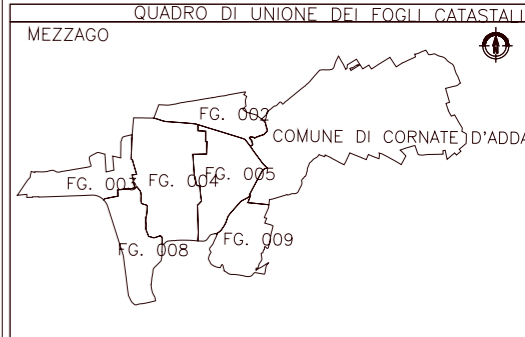 QUADRO DI UNIONE DEI FOGLI CATASTALI
MEZZAGO
FG. 002
COMUNE DI CORNATE D'ADDA
FG. 003
FG. 004
FG. 005
FG. 008
FG. 009